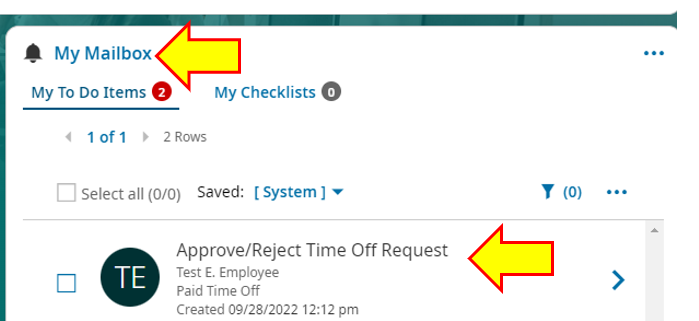 My Mailbox
My To Do Items 2 My Checklists 0
1 of 1 2 Rows
Select all (0/0) Saved: [ System ] (0)
TE
Approve/Reject Time Off Request
Test E. Employee
Paid Time Off
Created 09/28/2022 12:12 pm